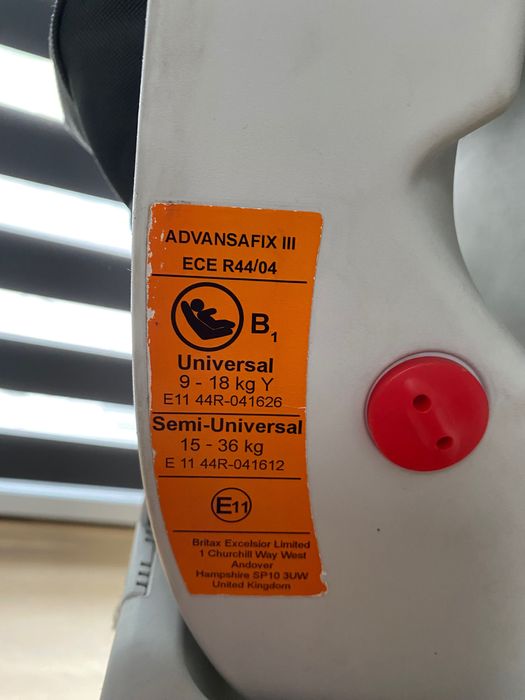 ADVANSAFIX III
ECE R44/04
B1
Universal
9 - 18 kg Y
E11 44R-041626
Semi-Universal
15 - 36 kg
E 11 44R-041612
E11
Britax Excelsior Limited
1 Churchill Way West
Andover
Hampshire SP10 3UW
United Kingdom